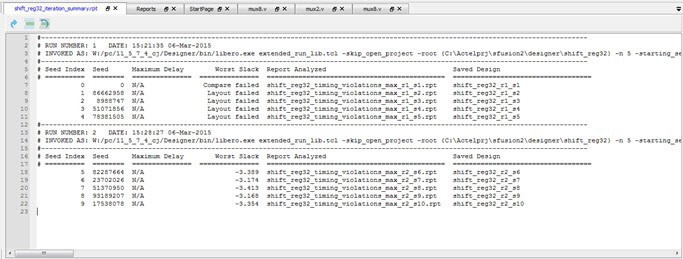 shift_reg32_iteration_summary.rpt Reports StartPage mux8.v mux2.v mux8.v
1 #
2 # RUN NUMBER: 1 DATE: 15:21:35 06-Mar-2015
3 # INVOKED AS: W:/pc/11_5_7_4_cj/Designer/bin/libero.exe extended_run_lib.tcl -skip_open_project -root (C:\Actelprj\sfusion2\designer\shift_reg32) -n 5 -starting_se
4 #
5 # Seed Index Seed Maximum Delay Worst Slack Report Analyzed Saved Design
6 # ========== ==== ============= =========== =============== ============
7 0 0 N/A Compare failed shift_reg32_timing_violations_max_r1_s1.rpt shift_reg32_r1_s1
8 1 86662958 N/A Layout failed shift_reg32_timing_violations_max_r1_s2.rpt shift_reg32_r1_s2
9 2 8988747 N/A Layout failed shift_reg32_timing_violations_max_r1_s3.rpt shift_reg32_r1_s3
10 3 51071856 N/A Layout failed shift_reg32_timing_violations_max_r1_s4.rpt shift_reg32_r1_s4
11 4 78381505 N/A Layout failed shift_reg32_timing_violations_max_r1_s5.rpt shift_reg32_r1_s5
12 #
13 # RUN NUMBER: 2 DATE: 15:28:27 06-Mar-2015
14 # INVOKED AS: W:/pc/11_5_7_4_cj/Designer/bin/libero.exe extended_run_lib.tcl -skip_open_project -root (C:\Actelprj\sfusion2\designer\shift_reg32) -n 5 -starting_se
15 #
16 # Seed Index Seed Maximum Delay Worst Slack Report Analyzed Saved Design
17 # ========== ==== ============= =========== =============== ============
18 5 82287664 N/A -3.389 shift_reg32_timing_violations_max_r2_s6.rpt shift_reg32_r2_s6
19 6 23702026 N/A -3.174 shift_reg32_timing_violations_max_r2_s7.rpt shift_reg32_r2_s7
20 7 51370950 N/A -3.413 shift_reg32_timing_violations_max_r2_s8.rpt shift_reg32_r2_s8
21 8 93189207 N/A -3.168 shift_reg32_timing_violations_max_r2_s9.rpt shift_reg32_r2_s9
22 9 17538078 N/A -3.354 shift_reg32_timing_violations_max_r2_s10.rpt shift_reg32_r2_s10
23